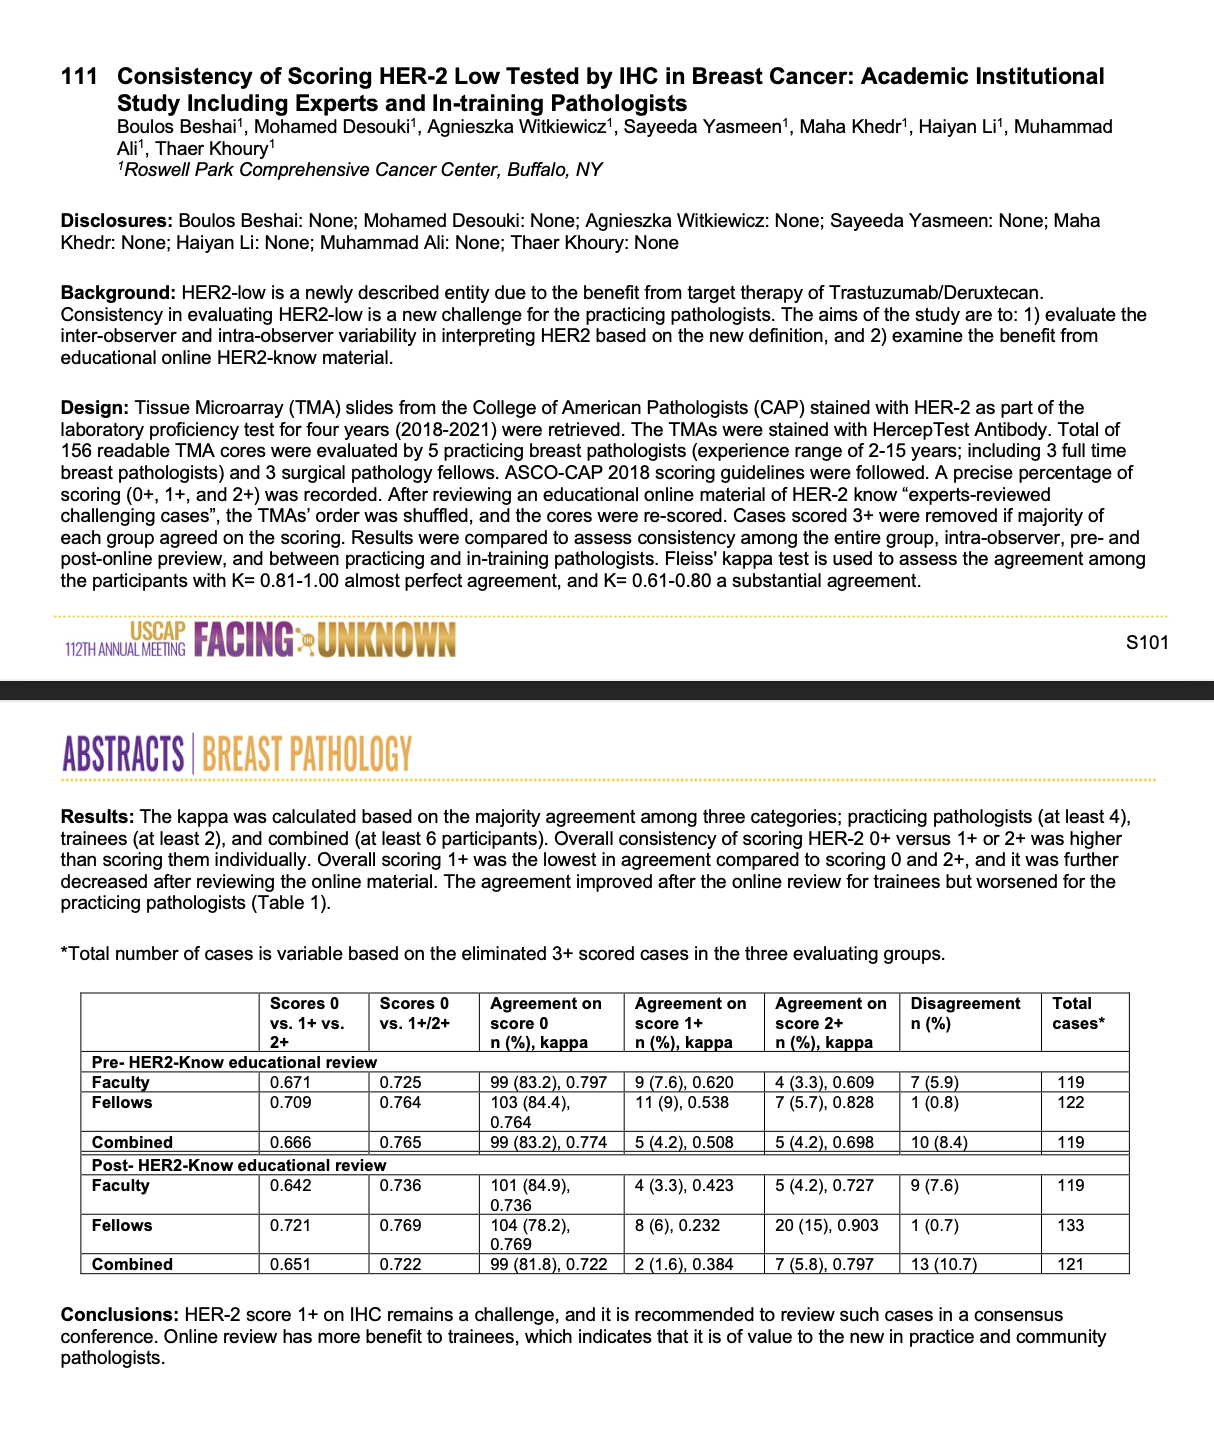 111 Consistency of Scoring HER-2 Low Tested by IHC in Breast Cancer: Academic Institutional
Study Including Experts and In-training Pathologists
Boulos Beshai¹, Mohamed Desouki¹, Agnieszka Witkiewicz¹, Sayeeda Yasmeen¹, Maha Khedr¹, Haiyan Li¹, Muhammad
Ali¹, Thaer Khoury¹
¹Roswell Park Comprehensive Cancer Center, Buffalo, NY
Disclosures: Boulos Beshai: None; Mohamed Desouki: None; Agnieszka Witkiewicz: None; Sayeeda Yasmeen: None; Maha
Khedr: None; Haiyan Li: None; Muhammad Ali: None; Thaer Khoury: None
Background: HER2-low is a newly described entity due to the benefit from target therapy of Trastuzumab/Deruxtecan.
Consistency in evaluating HER2-low is a new challenge for the practicing pathologists. The aims of the study are to: 1) evaluate the
inter-observer and intra-observer variability in interpreting HER2 based on the new definition, and 2) examine the benefit from
educational online HER2-know material.
Design: Tissue Microarray (TMA) slides from the College of American Pathologists (CAP) stained with HER-2 as part of the
laboratory proficiency test for four years (2018-2021) were retrieved. The TMAs were stained with HercepTest Antibody. Total of
156 readable TMA cores were evaluated by 5 practicing breast pathologists (experience range of 2-15 years; including 3 full time
breast pathologists) and 3 surgical pathology fellows. ASCO-CAP 2018 scoring guidelines were followed. A precise percentage of
scoring (0+, 1+, and 2+) was recorded. After reviewing an educational online material of HER-2 know “experts-reviewed
challenging cases”, the TMAs’ order was shuffled, and the cores were re-scored. Cases scored 3+ were removed if majority of
each group agreed on the scoring. Results were compared to assess consistency among the entire group, intra-observer, pre- and
post-online preview, and between practicing and in-training pathologists. Fleiss' kappa test is used to assess the agreement among
the participants with K= 0.81-1.00 almost perfect agreement, and K= 0.61-0.80 a substantial agreement.
USCAP
112TH ANNUAL MEETING
FACING THE UNKNOWN
S101
ABSTRACTS | BREAST PATHOLOGY
Results: The kappa was calculated based on the majority agreement among three categories; practicing pathologists (at least 4),
trainees (at least 2), and combined (at least 6 participants). Overall consistency of scoring HER-2 0+ versus 1+ or 2+ was higher
than scoring them individually. Overall scoring 1+ was the lowest in agreement compared to scoring 0 and 2+, and it was further
decreased after reviewing the online material. The agreement improved after the online review for trainees but worsened for the
practicing pathologists (Table 1).
*Total number of cases is variable based on the eliminated 3+ scored cases in the three evaluating groups.
Scores 0 Scores 0 Agreement on Agreement on Agreement on Disagreement Total
vs. 1+ vs. vs. 1+/2+ score 0 score 1+ score 2+ n (%) cases*
2+ n (%), kappa n (%), kappa n (%), kappa
Pre- HER2-Know educational review
Faculty 0.671 0.725 99 (83.2), 0.797 9 (7.6), 0.620 4 (3.3), 0.609 7 (5.9) 119
Fellows 0.709 0.764 103 (84.4), 11 (9), 0.538 7 (5.7), 0.828 1 (0.8) 122
0.764
Combined 0.666 0.765 99 (83.2), 0.774 5 (4.2), 0.508 5 (4.2), 0.698 10 (8.4) 119
Post- HER2-Know educational review
Faculty 0.642 0.736 101 (84.9), 4 (3.3), 0.423 5 (4.2), 0.727 9 (7.6) 119
0.736
Fellows 0.721 0.769 104 (78.2), 8 (6), 0.232 20 (15), 0.903 1 (0.7) 133
0.769
Combined 0.651 0.722 99 (81.8), 0.722 2 (1.6), 0.384 7 (5.8), 0.797 13 (10.7) 121
Conclusions: HER-2 score 1+ on IHC remains a challenge, and it is recommended to review such cases in a consensus
conference. Online review has more benefit to trainees, which indicates that it is of value to the new in practice and community
pathologists.